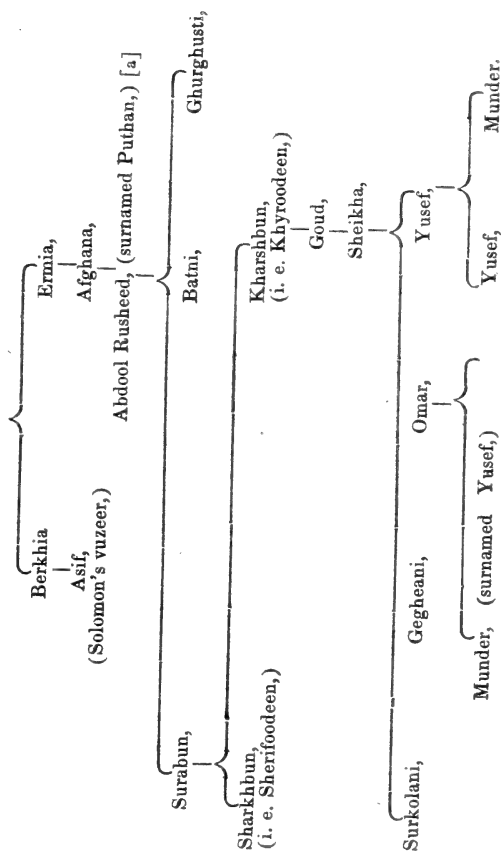 Berkhia Ermia,
Asif, Afghana,
(Solomon's vuzeer,)
Abdool Rusheed, (surnamed Puthan,) [a]
Surabun, Batni, Ghurghusti,
Sharkhbun, Kharshbun,
(i. e. Sherifoodeen,) (i. e. Khyroodeen,)
Goud,
Sheikha,
Surkolani, Gegheani, Omar, Yusef,
Munder, (surnamed Yusef,) Yusef, Munder.